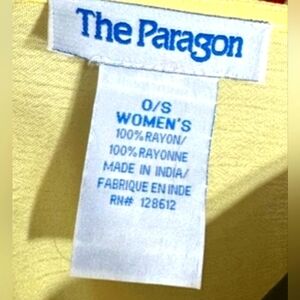 The Paragon
O/S
WOMEN'S
100% RAYON/
100% RAYONNE
MADE IN INDIA/
FABRIQUE EN INDE
RN# 128612